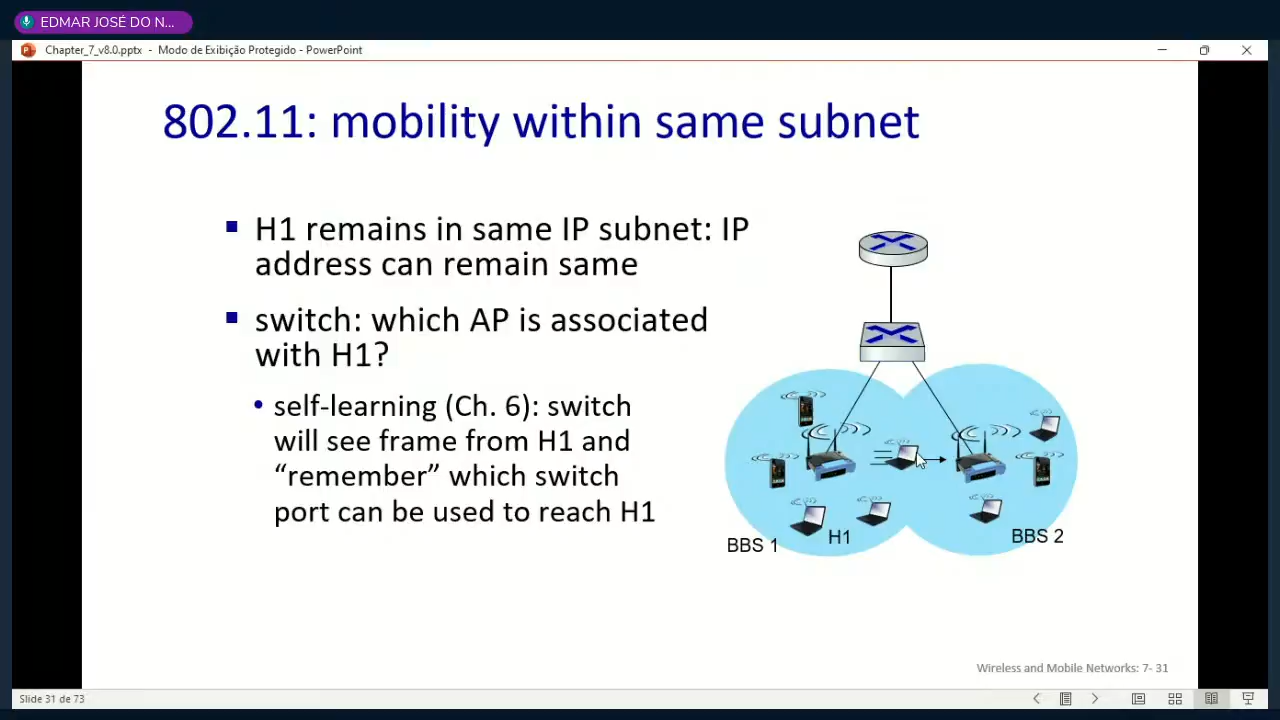 EDMAR JOSÉ DO N...
Chapter_7_v8.0.pptx - Modo de Exibição Protegido - PowerPoint
802.11: mobility within same subnet
H1 remains in same IP subnet: IP
address can remain same
switch: which AP is associated
with H1?
self-learning (Ch. 6): switch
will see frame from H1 and
“remember” which switch
port can be used to reach H1
BBS 1
H1
BBS 2
Wireless and Mobile Networks: 7- 31
Slide 31 de 73